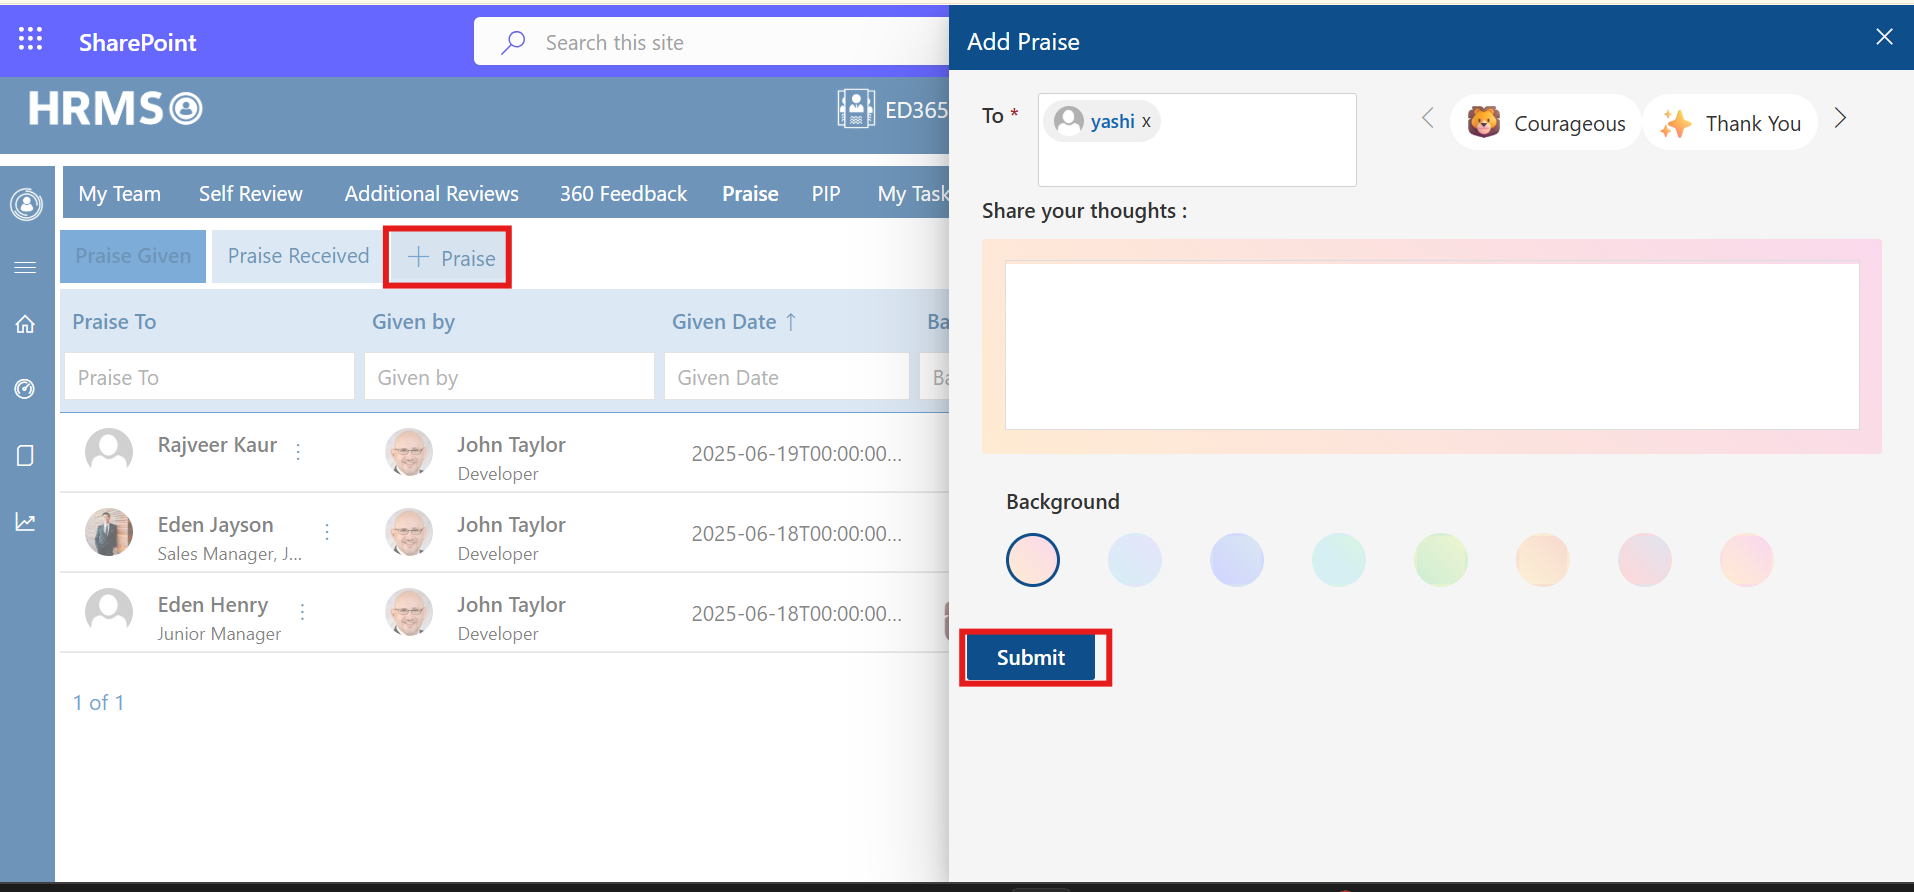 SharePoint
Search this site
Add Praise
HRMS
ED365
To *
yashi x
Courageous
Thank You
My Team
Self Review
Additional Reviews
360 Feedback
Praise
PIP
My Task
Share your thoughts :
Praise Given
Praise Received
Praise
Praise To
Given by
Given Date ↑
Ba
Praise To
Given by
Given Date
Ba
Rajveer Kaur
John Taylor
Developer
2025-06-19T00:00:00...
Eden Jayson
Sales Manager, J...
John Taylor
Developer
2025-06-18T00:00:00...
Eden Henry
Junior Manager
John Taylor
Developer
2025-06-18T00:00:00...
Background
Submit
1 of 1